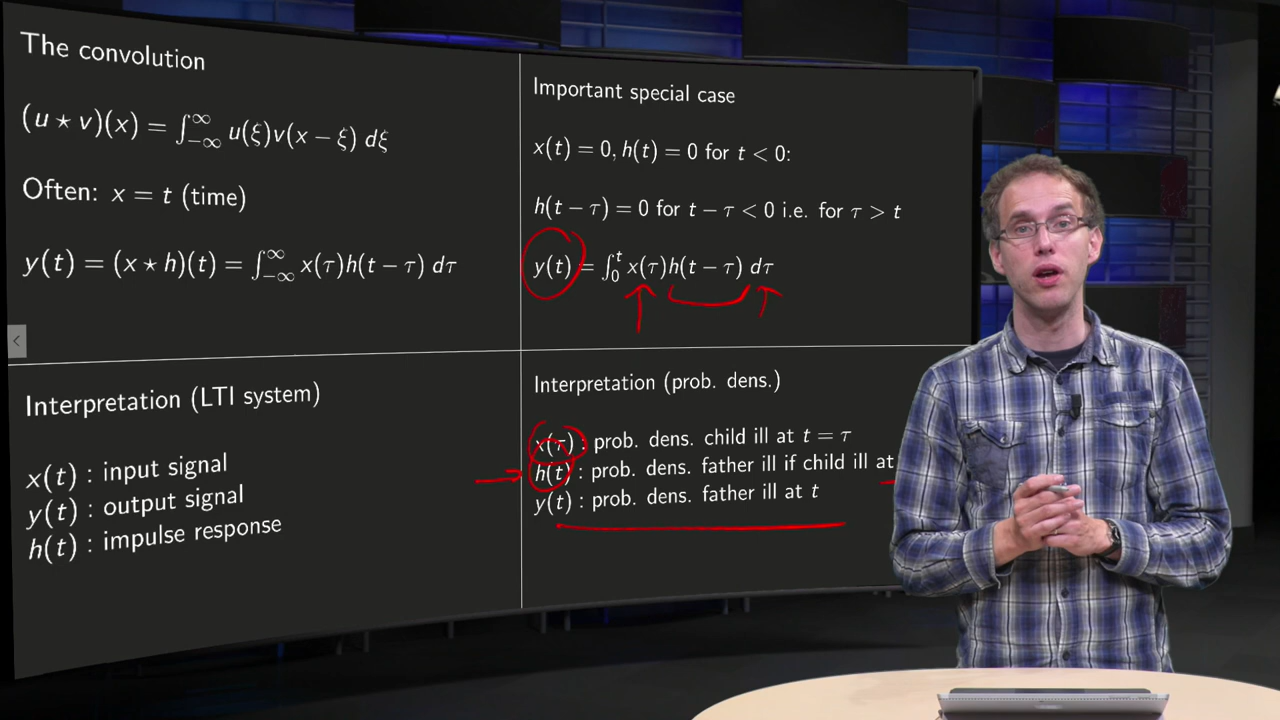 The convolution
(u ⋆ v)(x) = ∫_{−∞}^{∞} u(ξ)v(x − ξ) dξ
Often: x = t (time)
y(t) = (x ⋆ h)(t) = ∫_{−∞}^{∞} x(τ)h(t − τ) dτ
Important special case
x(t) = 0, h(t) = 0 for t < 0:
h(t − τ) = 0 for t − τ < 0 i.e. for τ > t
y(t) = ∫_0^t x(τ)h(t − τ) dτ
Interpretation (LTI system)
x(t) : input signal
y(t) : output signal
h(t) : impulse response
Interpretation (prob. dens.)
x(τ) : prob. dens. child ill at t = τ
h(t) : prob. dens. father ill if child ill at
y(t) : prob. dens. father ill at t